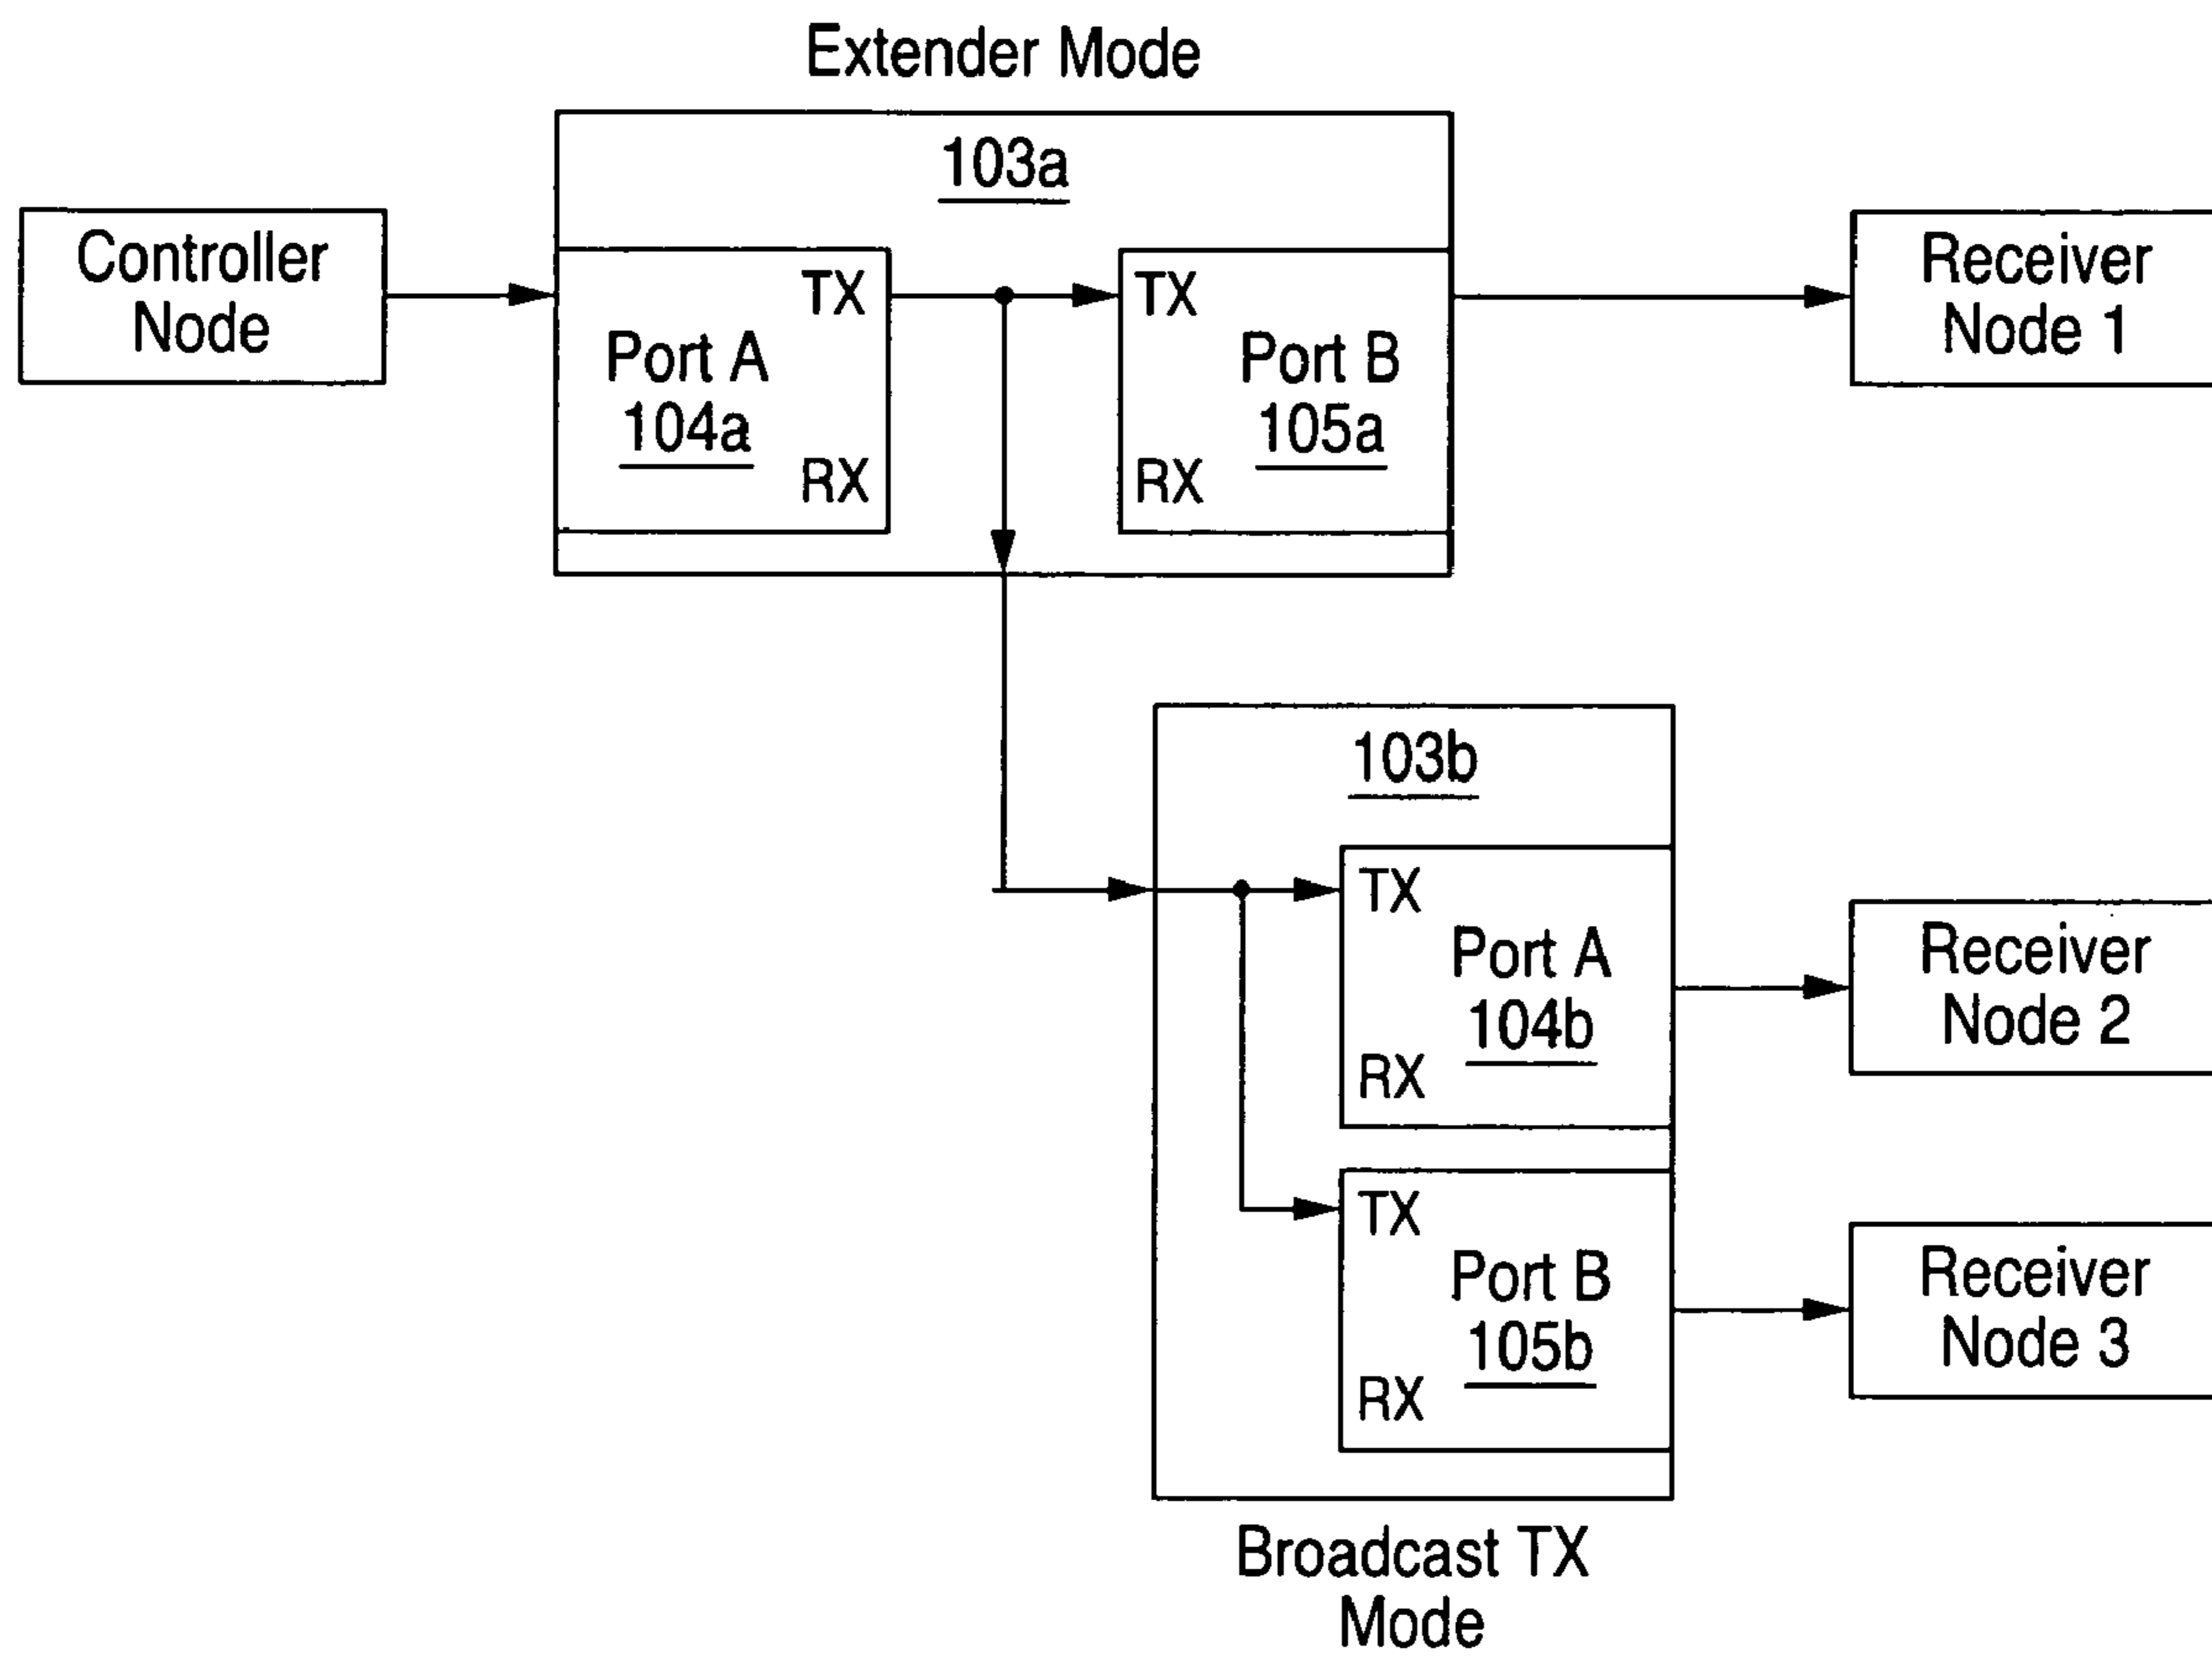 Extender Mode
103a
Controller
Node
TX
Port A
104a
RX
TX
Port B
105a
RX
Receiver
Node 1
103b
TX
Port A
104b
RX
Receiver
Node 2
TX
Port B
105b
RX
Receiver
Node 3
Broadcast TX
Mode